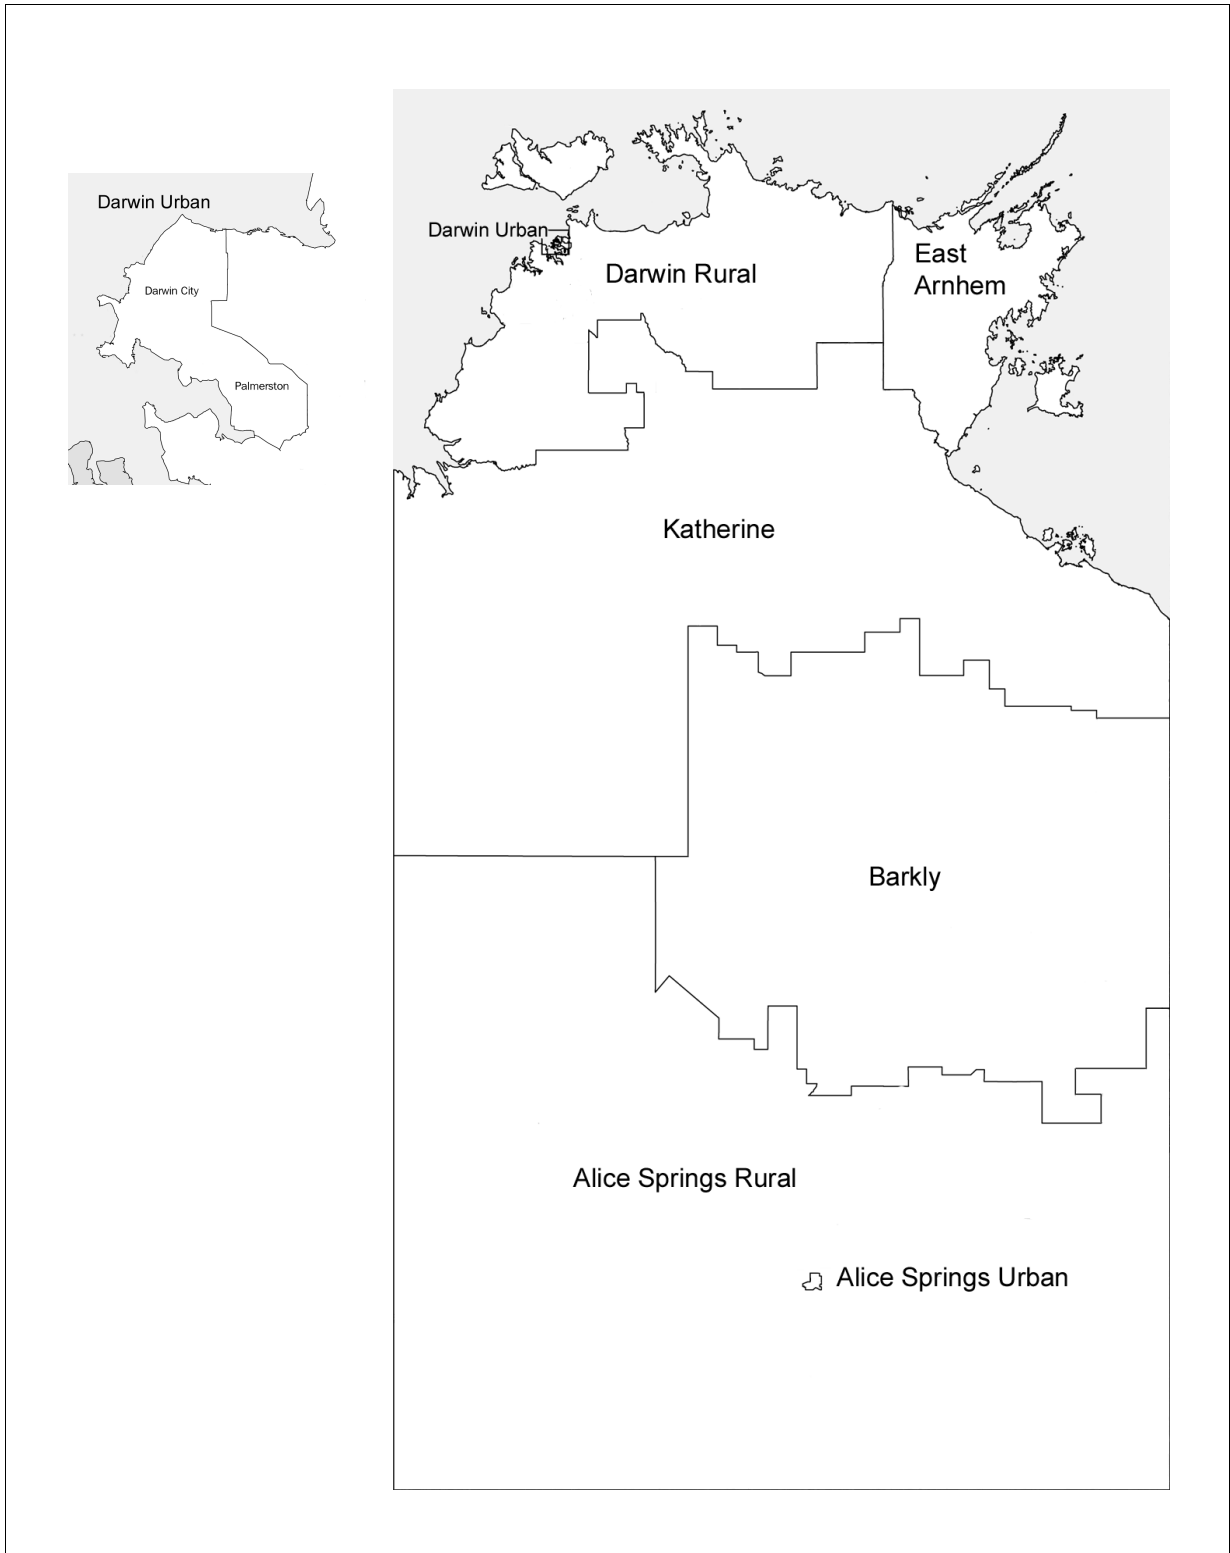 Darwin Urban
Darwin City
Palmerston
Darwin Urban
Darwin Rural
East
Arnhem
Katherine
Barkly
Alice Springs Rural
Alice Springs Urban